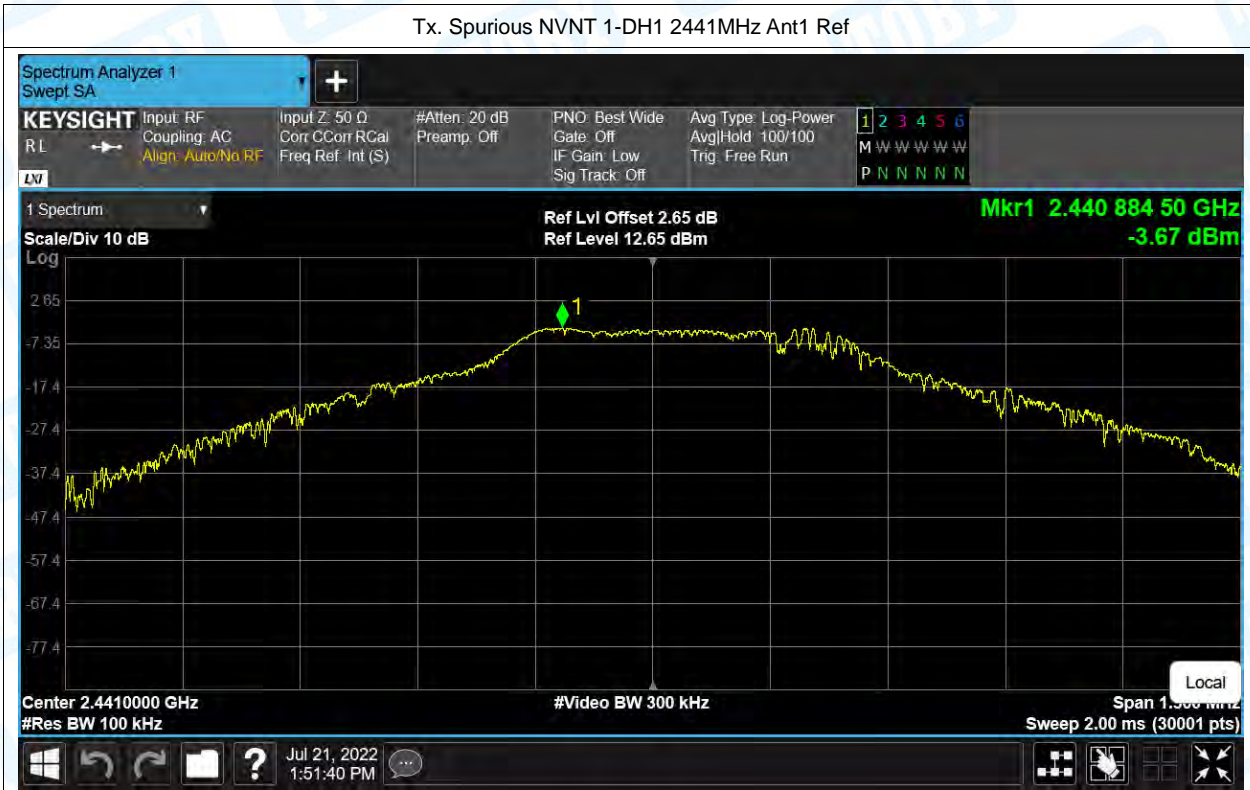 Tx. Spurious NVNT 1-DH1 2441MHz Ant1 Ref
Spectrum Analyzer 1
Swept SA
+
KEYSIGHT
RL
LXI
Input: RF
Coupling: AC
Align: Auto/No RF
Input Z: 50 Ω
Corr CCorr RCal
Freq Ref: Int (S)
#Atten: 20 dB
Preamp: Off
PNO: Best Wide
Gate: Off
IF Gain: Low
Sig Track: Off
Avg Type: Log-Power
Avg|Hold: 100/100
Trig: Free Run
1 2 3 4 5 6
M W W W W W
P N N N N N
1 Spectrum
Scale/Div 10 dB
Log
Ref Lvl Offset 2.65 dB
Ref Level 12.65 dBm
Mkr1 2.440 884 50 GHz
-3.67 dBm
1
2.65
-7.35
-17.4
-27.4
-37.4
-47.4
-57.4
-67.4
-77.4
Local
Center 2.4410000 GHz
#Res BW 100 kHz
#Video BW 300 kHz
Span
Sweep 2.00 ms (30001 pts)
?
Jul 21, 2022
1:51:40 PM